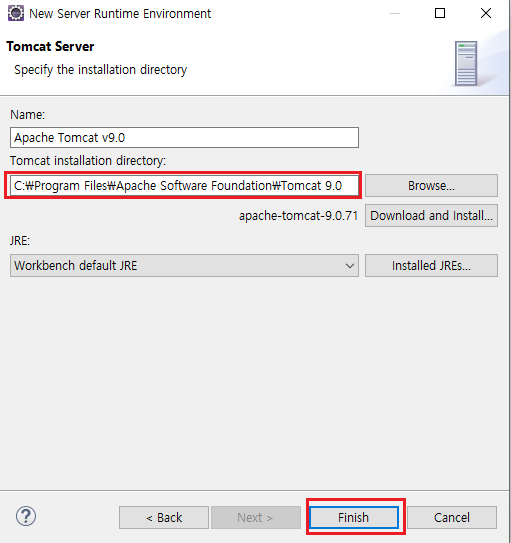 New Server Runtime Environment
Tomcat Server
Specify the installation directory
Name:
Apache Tomcat v9.0
Tomcat installation directory:
C:₩Program Files₩Apache Software Foundation₩Tomcat 9.0
Browse...
apache-tomcat-9.0.71
Download and Install...
JRE:
Workbench default JRE
Installed JREs...
?
< Back
Next >
Finish
Cancel